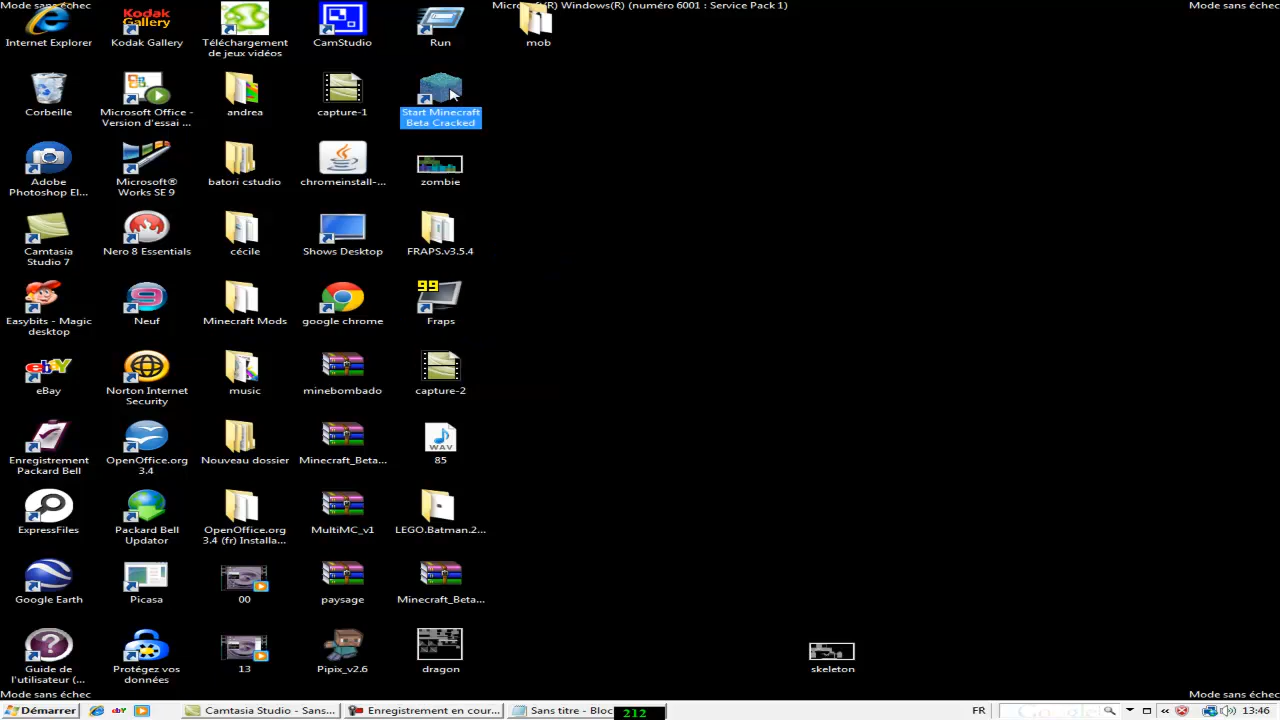 Mode sans échec
Micro
(R) Windows(R) (numéro 6001 : Service Pack 1)
Mode sans échec
Internet Explorer
Kodak Gallery
Kodak Gallery
Téléchargement
de jeux vidéos
CamStudio
Run
mob
Corbeille
Microsoft Office -
Version d'essai ...
andrea
capture-1
Start Minecraft
Beta Cracked
Adobe
Photoshop El...
Microsoft®
Works SE 9
batori cstudio
chromeinstall-...
zombie
Camtasia
Studio 7
Nero 8 Essentials
cécile
Shows Desktop
FRAPS.v3.5.4
Easybits - Magic
desktop
Neuf
Minecraft Mods
google chrome
99
Fraps
ebY
eBay
Norton Internet
Security
music
minebombado
capture-2
Enregistrement
Packard Bell
OpenOffice.org
3.4
Nouveau dossier
Minecraft_Beta...
WAV
85
ExpressFiles
Packard Bell
Updator
OpenOffice.org
3.4 (fr) Installa...
MultiMC_v1
LEGO.Batman.2...
Google Earth
Picasa
00
paysage
Minecraft_Beta...
Guide de
l'utilisateur (...
Protégez vos
données
13
Pipix_v2.6
dragon
skeleton
Mode sans échec
Mode sans échec
Démarrer
Camtasia Studio - Sans...
Enregistrement en cour...
Sans titre - Bloc
212
FR
13:46